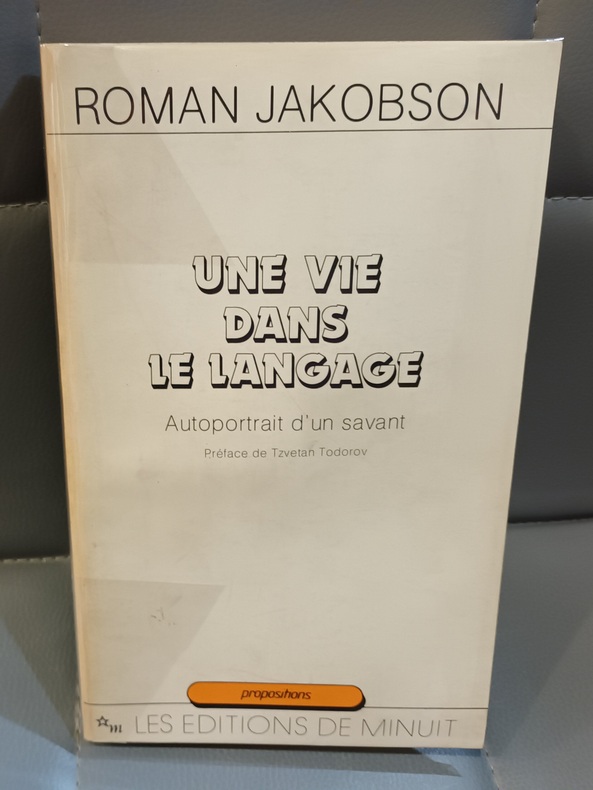 ROMAN JAKOBSON
UNE VIE
DANS
LE LANGAGE
Autoportrait d'un savant
Préface de Tzvetan Todorov
propositions
m LES EDITIONS DE MINUIT